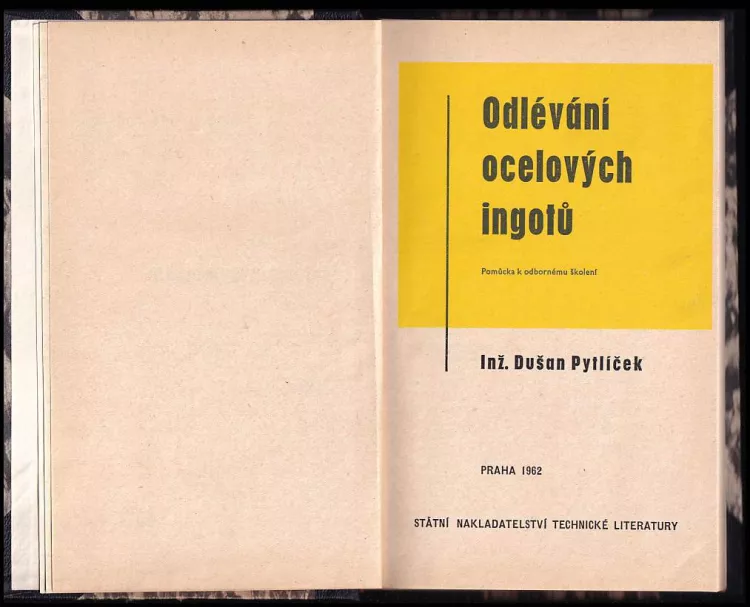 Odlévání
ocelových
ingotů
Pomůcka k odbornému školení
Inž. Dušan Pytlíček
PRAHA 1962
STÁTNÍ NAKLADATELSTVÍ TECHNICKÉ LITERATURY